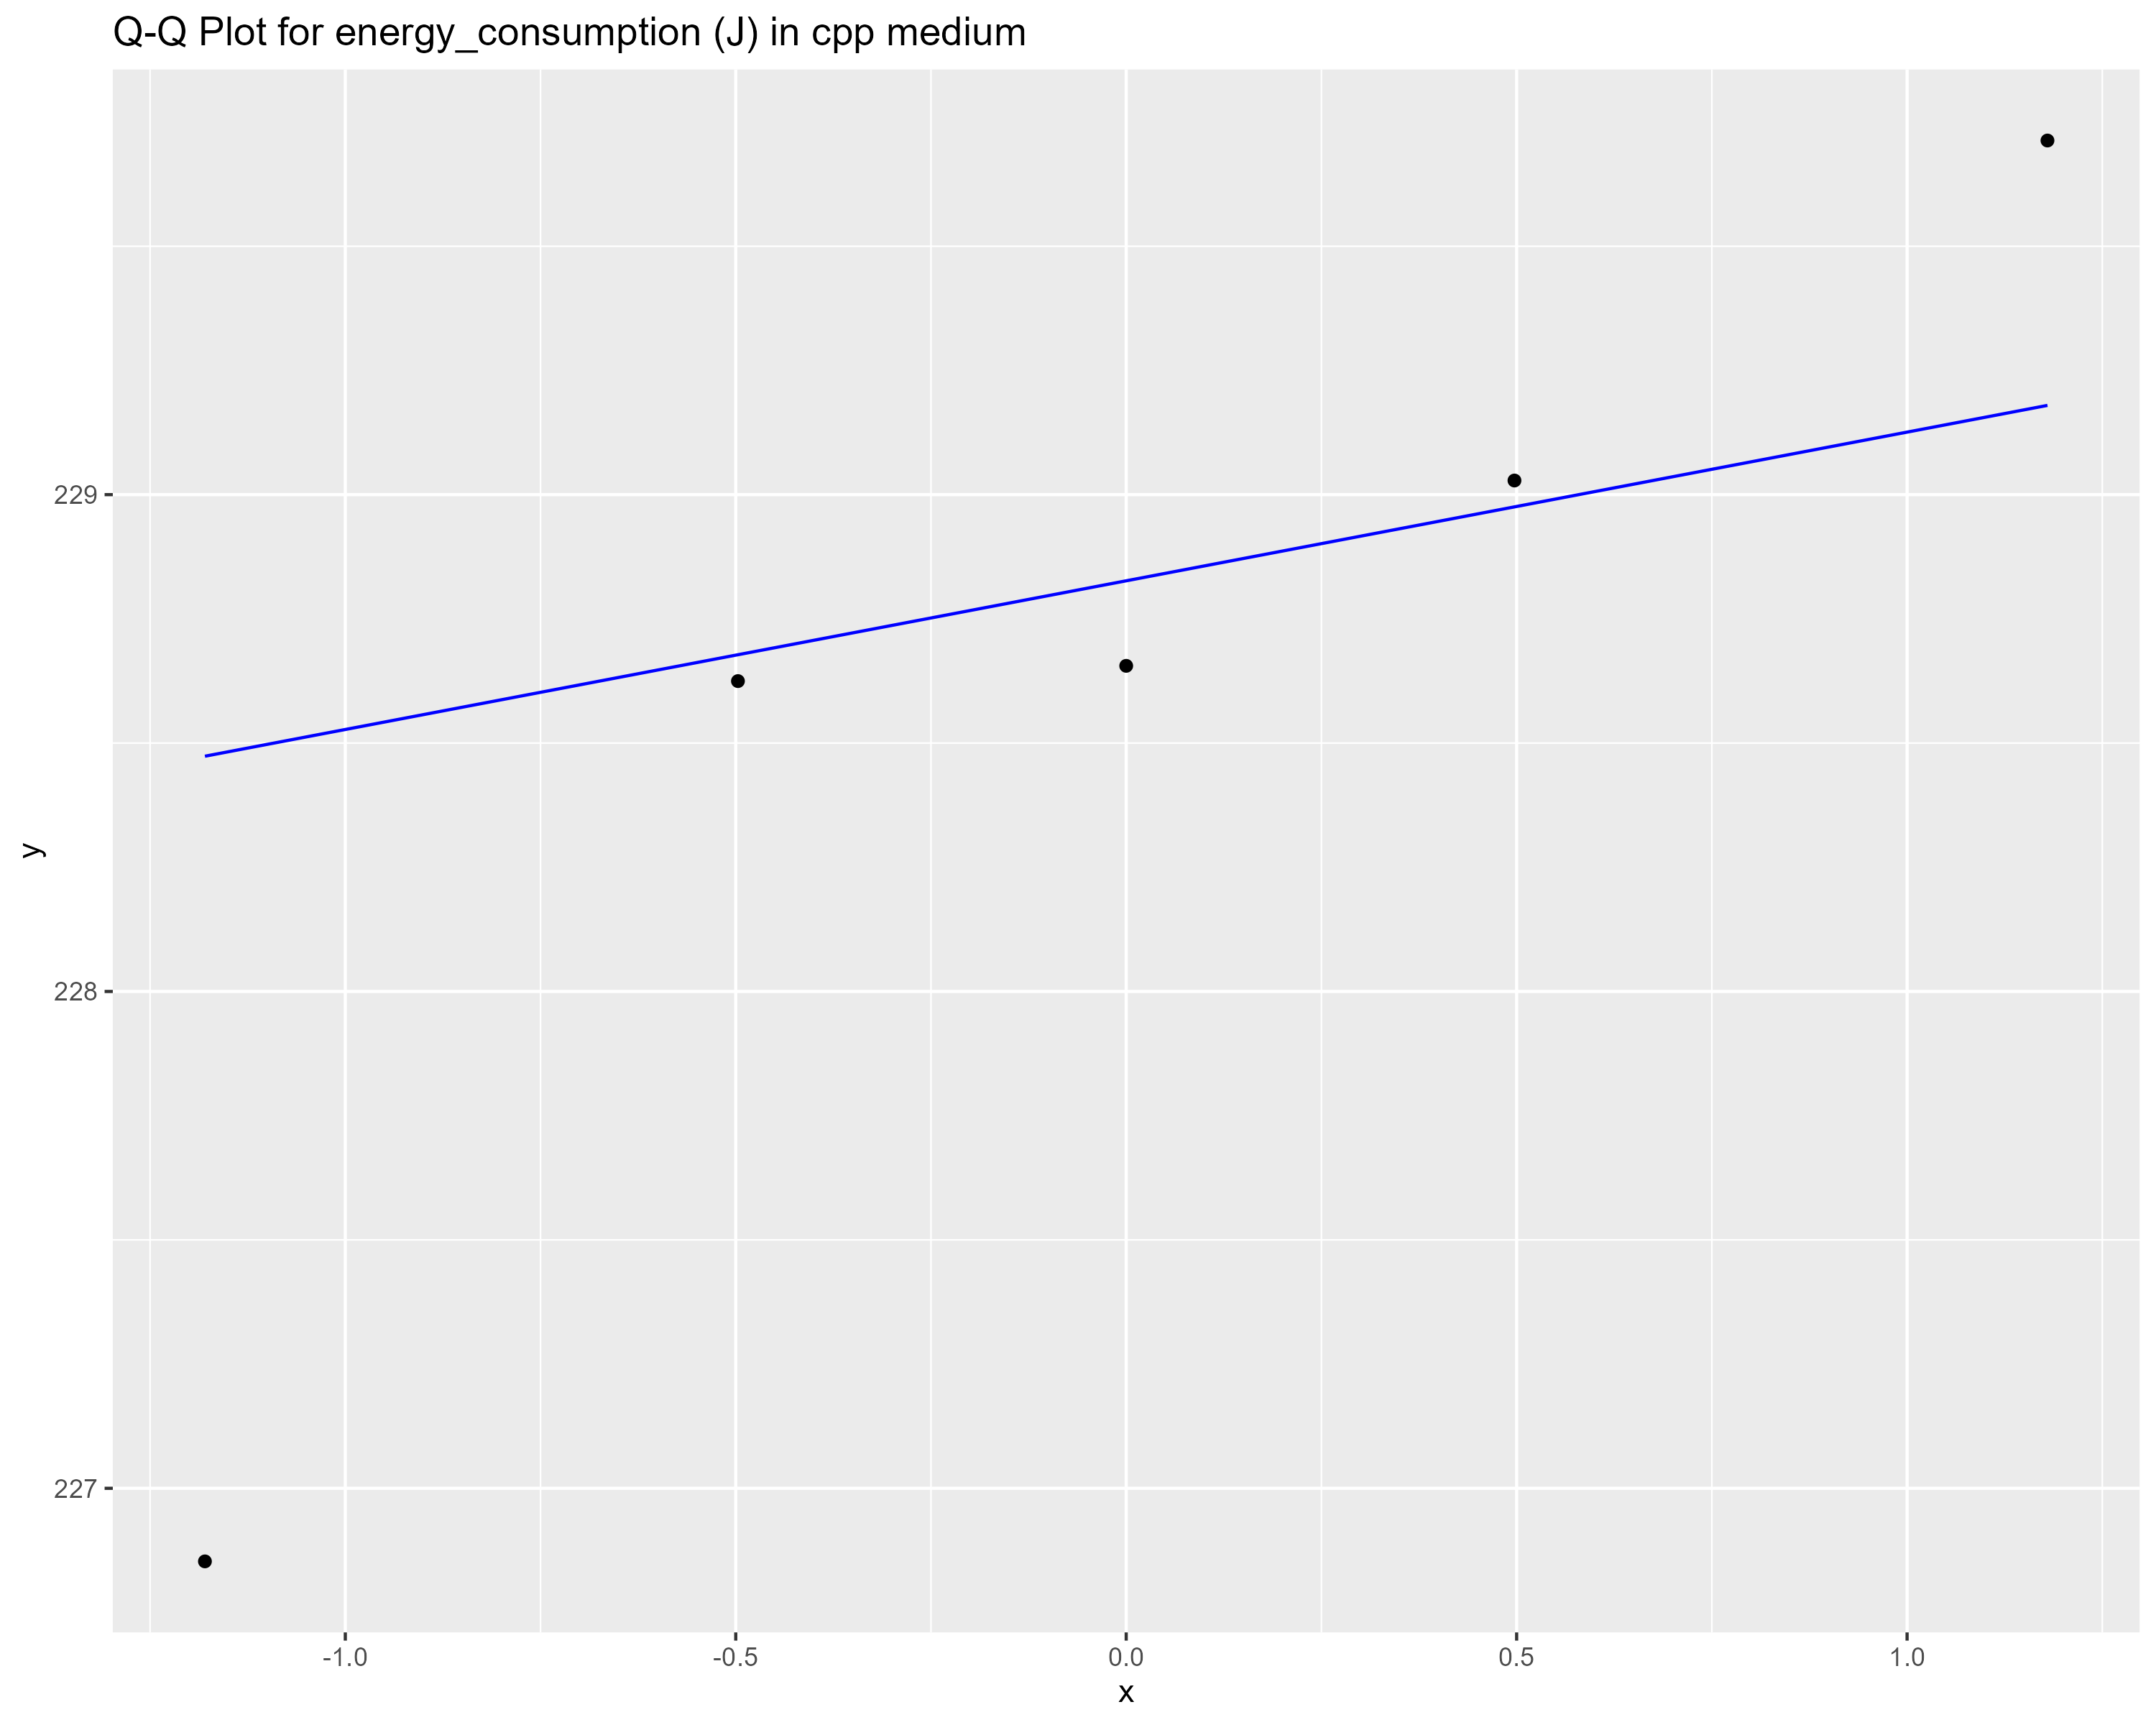 Q-Q Plot for energy_consumption (J) in cpp medium
229
228
227
y
-1.0
-0.5
0.0
0.5
1.0
x